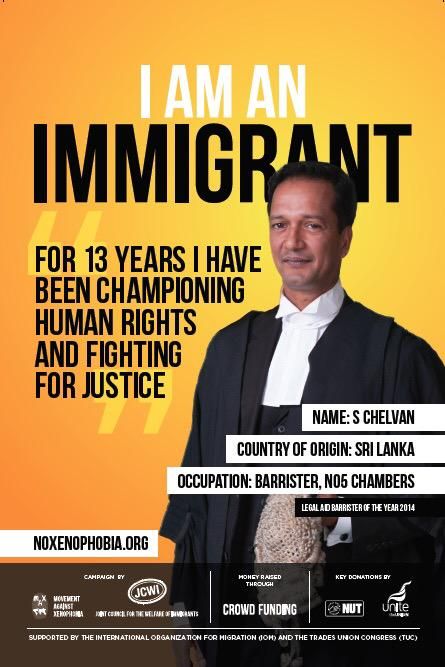 I AM AN
IMMIGRANT
FOR 13 YEARS I HAVE
BEEN CHAMPIONING
HUMAN RIGHTS
AND FIGHTING
FOR JUSTICE
NAME: S CHELVAN
COUNTRY OF ORIGIN: SRI LANKA
OCCUPATION: BARRISTER, NO5 CHAMBERS
LEGAL AID BARRISTER OF THE YEAR 2014
NOXENOPHOBIA.ORG
CAMPAIGN BY
MOVEMENT
AGAINST
XENOPHOBIA
JCWI
JOINT COUNCIL FOR THE WELFARE OF IMMIGRANTS
MONEY RAISED
THROUGH
CROWD FUNDING
KEY DONATIONS BY
NUT
unite
theUNION
SUPPORTED BY THE INTERNATIONAL ORGANIZATION FOR MIGRATION (IOM) AND THE TRADES UNION CONGRESS (TUC)